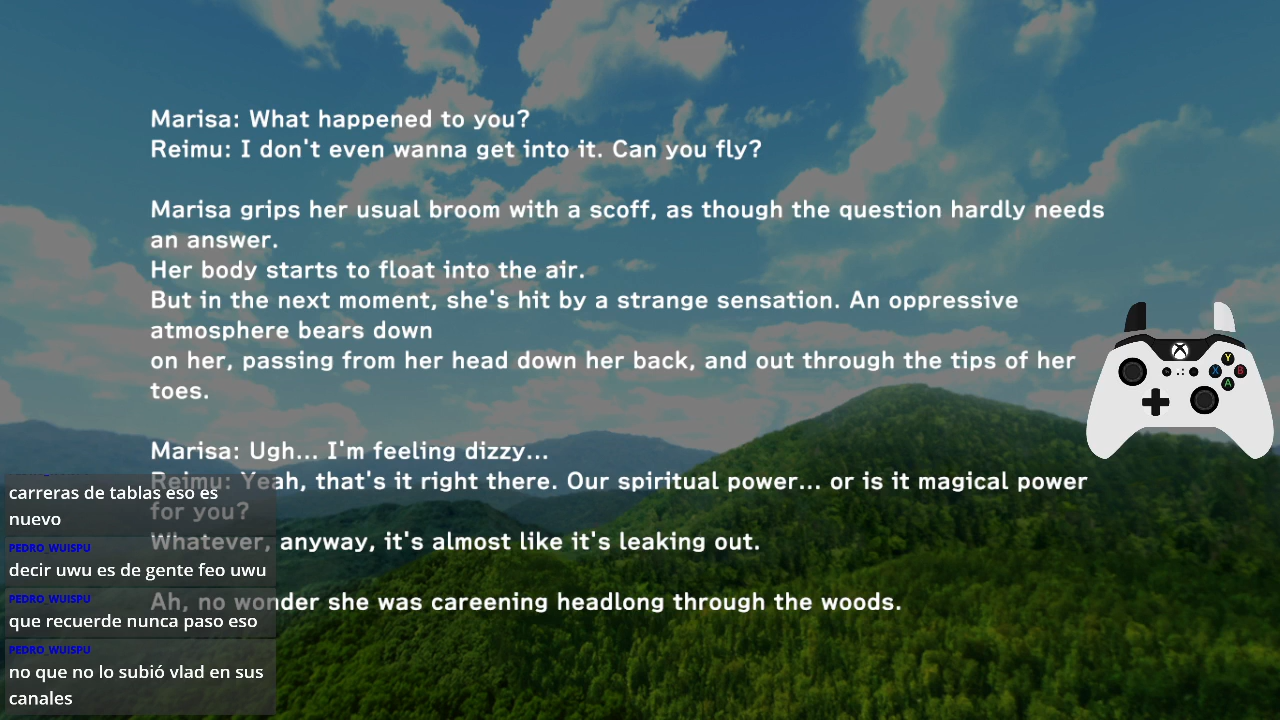 Marisa: What happened to you?
Reimu: I don't even wanna get into it. Can you fly?
Marisa grips her usual broom with a scoff, as though the question hardly needs
an answer.
Her body starts to float into the air.
But in the next moment, she's hit by a strange sensation. An oppressive
atmosphere bears down
on her, passing from her head down her back, and out through the tips of her
toes.
Marisa: Ugh... I'm feeling dizzy...
Reimu: Yeah, that's it right there. Our spiritual power... or is it magical power
for you?
Whatever, anyway, it's almost like it's leaking out.
Ah, no wonder she was careening headlong through the woods.
carreras de tablas eso es
nuevo
PEDRO_WUISPU
decir uwu es de gente feo uwu
PEDRO_WUISPU
que recuerde nunca paso eso
PEDRO_WUISPU
no que no lo subió vlad en sus
canales
Y
X
B
A